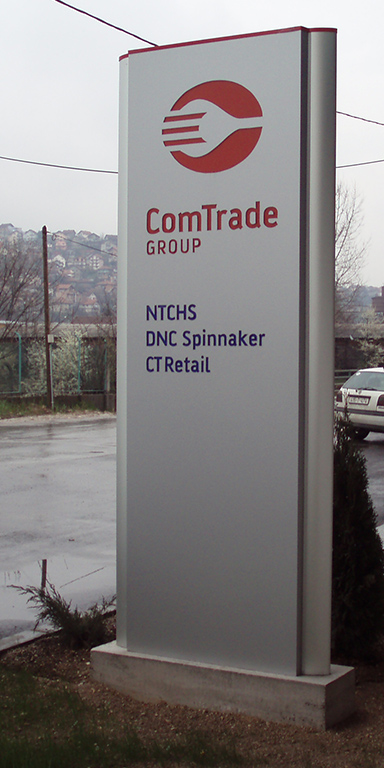 ComTrade
GROUP
NTCHS
DNC Spinnaker
CT Retail